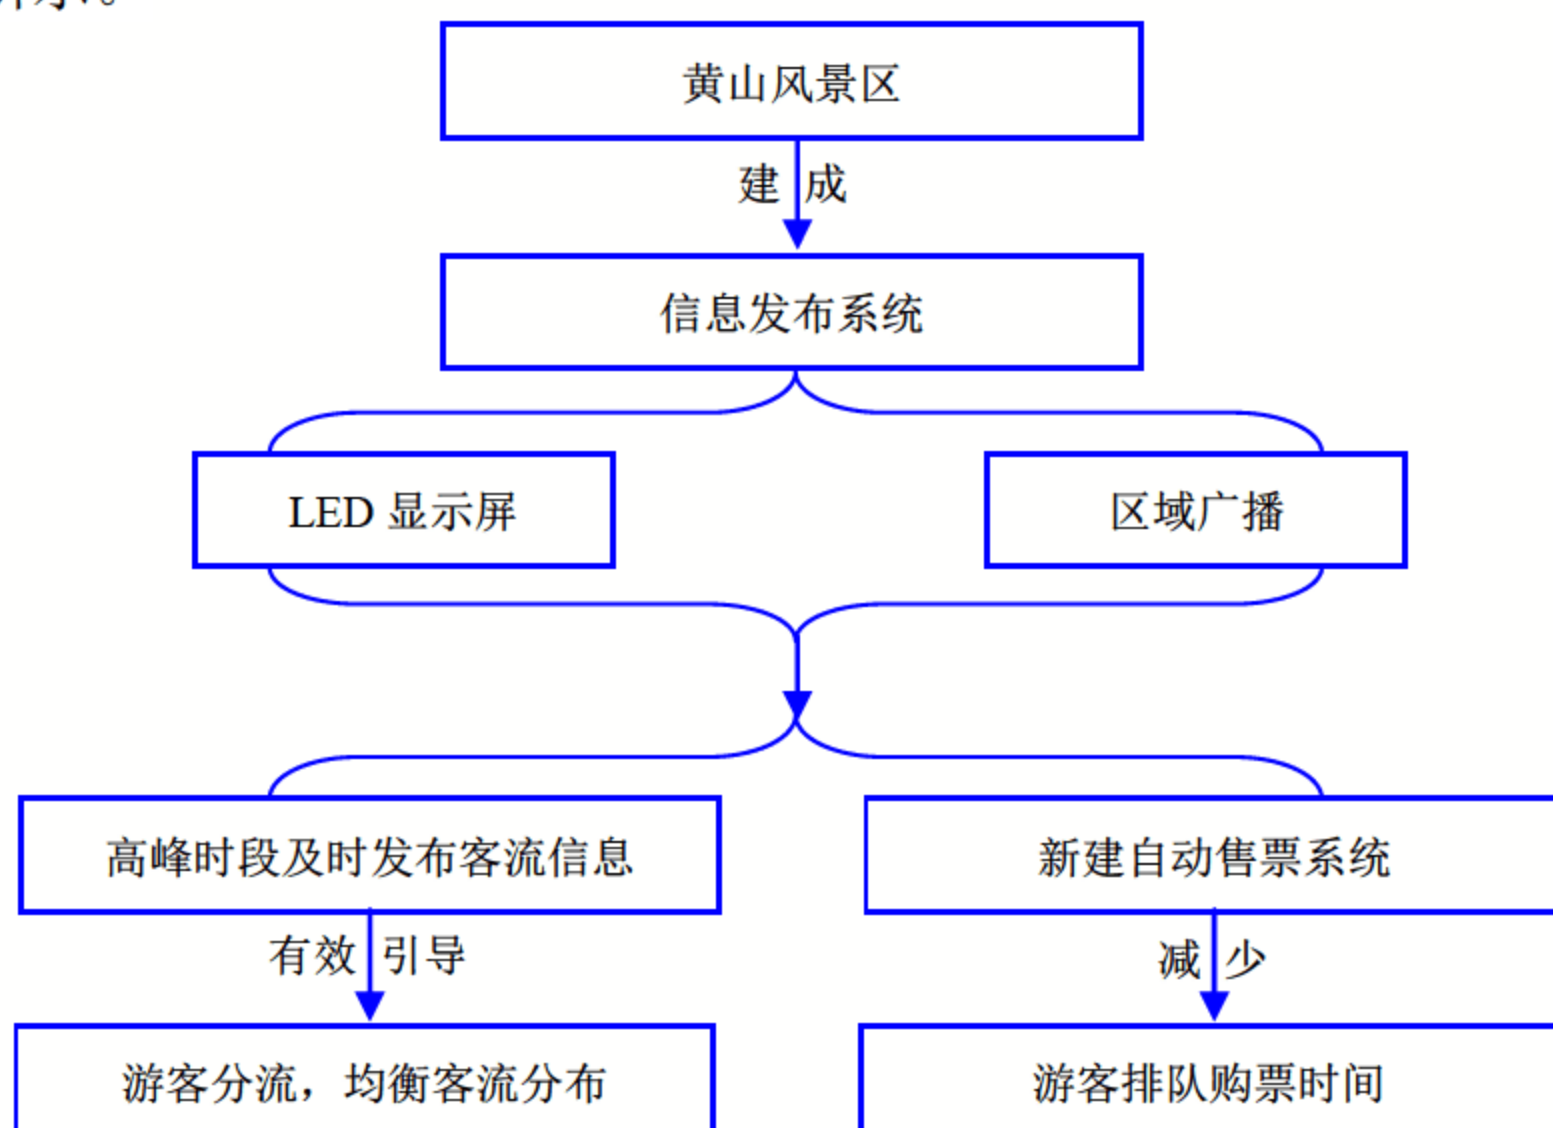 黄山风景区
建 成
信息发布系统
LED 显示屏
区域广播
高峰时段及时发布客流信息
新建自动售票系统
有效 引导
减 少
游客分流，均衡客流分布
游客排队购票时间